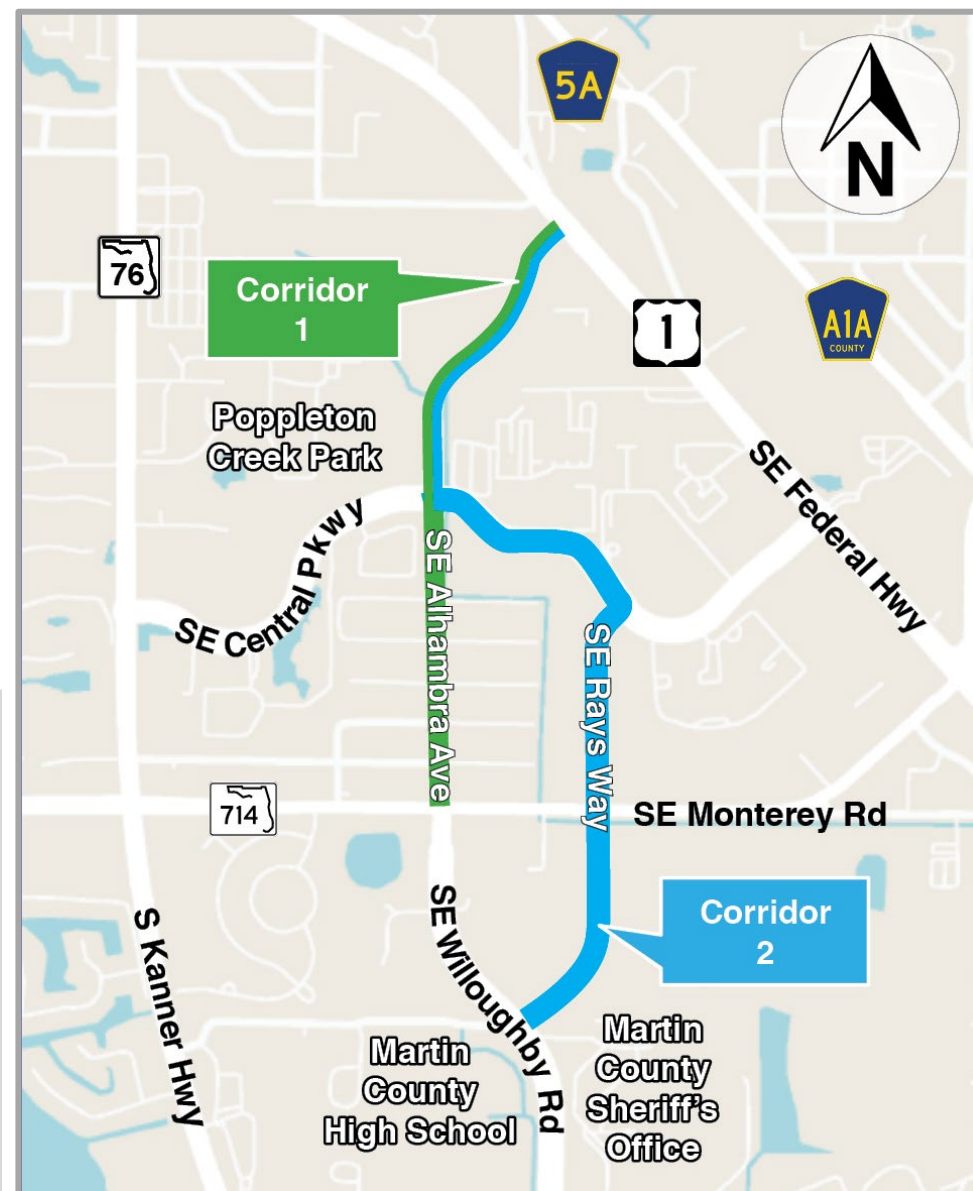 5A
N
76
Corridor
1
1
A1A
COUNTY
Poppleton
Creek Park
SE Federal Hwy
SE Central Pkwy
SE Alhambra Ave
SE Rays Way
714
SE Monterey Rd
S Kanner Hwy
SE Willoughby Rd
Corridor
2
Martin
County
High School
Martin
County
Sheriff's
Office